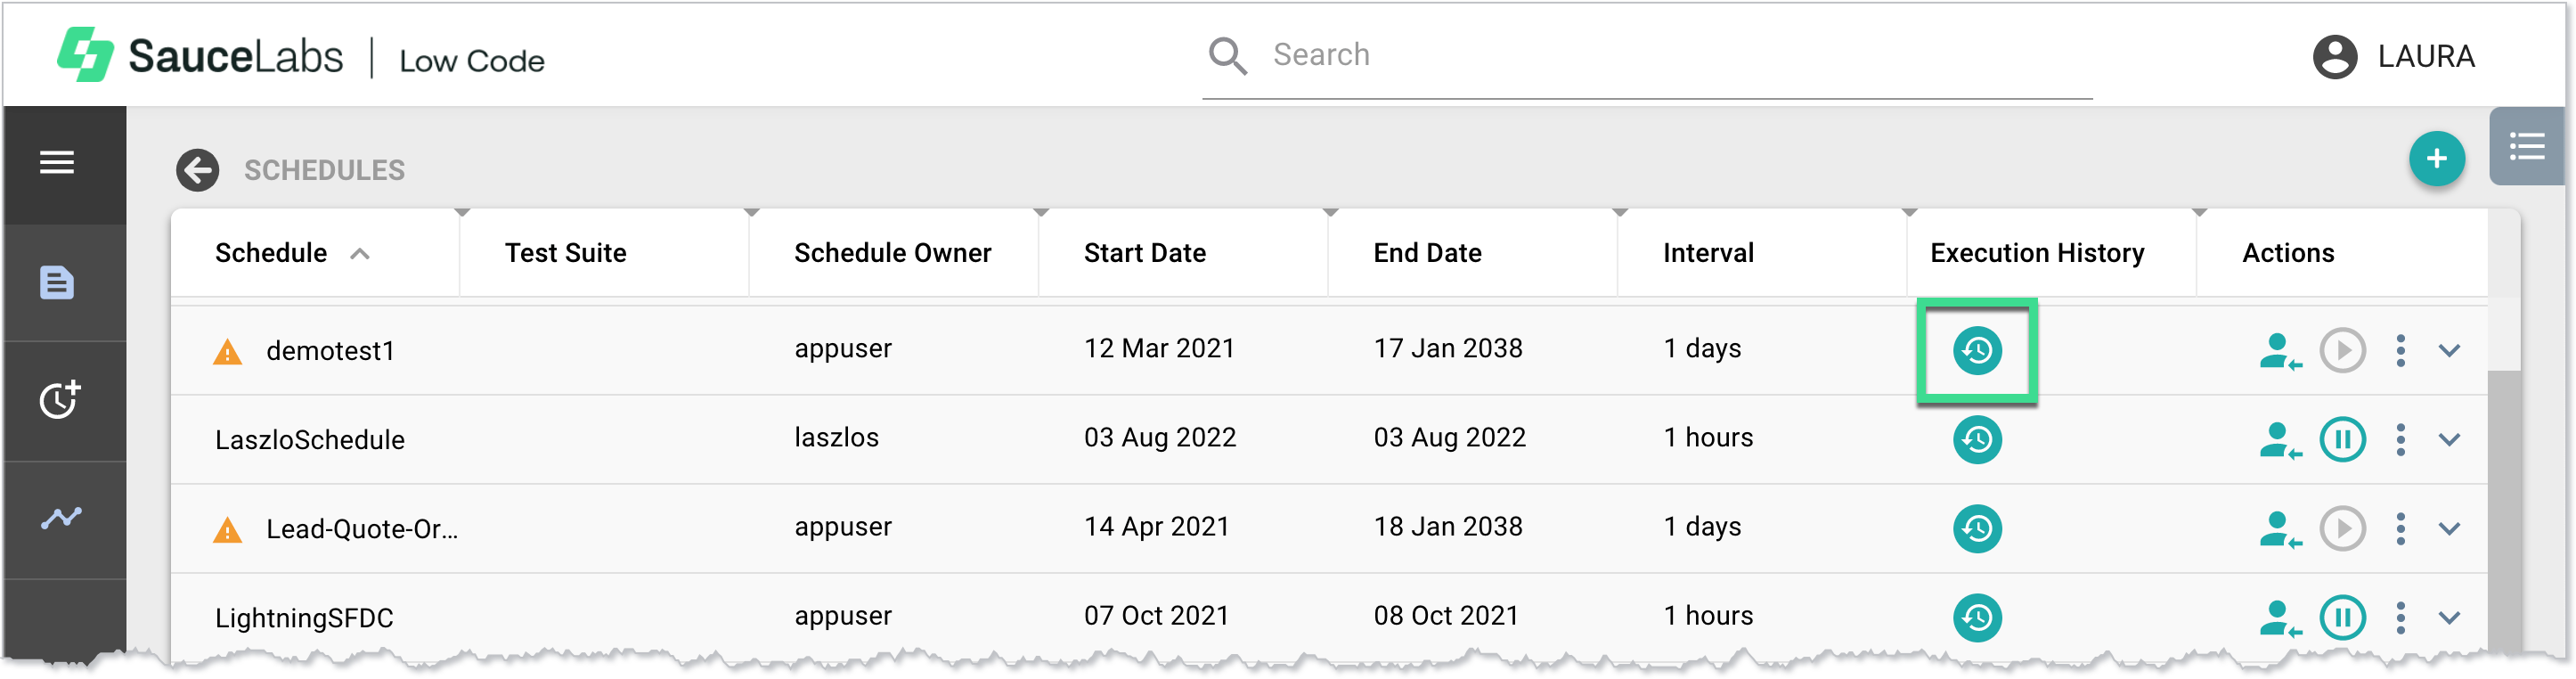 SauceLabs | Low Code
Search
LAURA
SCHEDULES
Schedule Test Suite Schedule Owner Start Date End Date Interval Execution History Actions
demotest1 appuser 12 Mar 2021 17 Jan 2038 1 days
LaszloSchedule laszlos 03 Aug 2022 03 Aug 2022 1 hours
Lead-Quote-Or... appuser 14 Apr 2021 18 Jan 2038 1 days
LightningSFDC appuser 07 Oct 2021 08 Oct 2021 1 hours